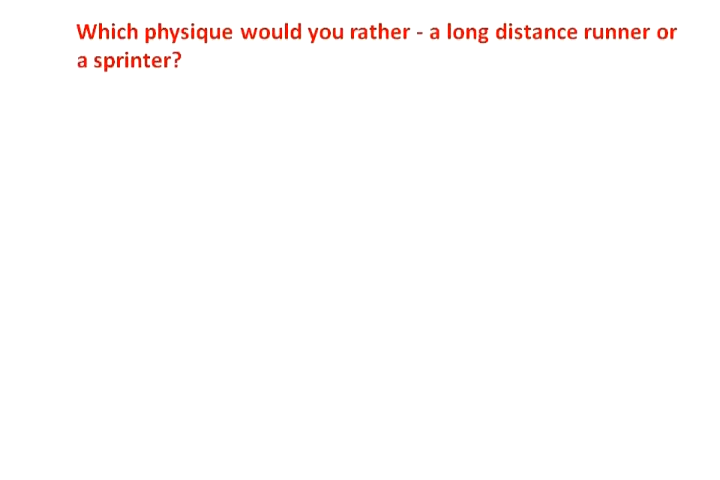 Which physique would you rather - a long distance runner or
a sprinter?